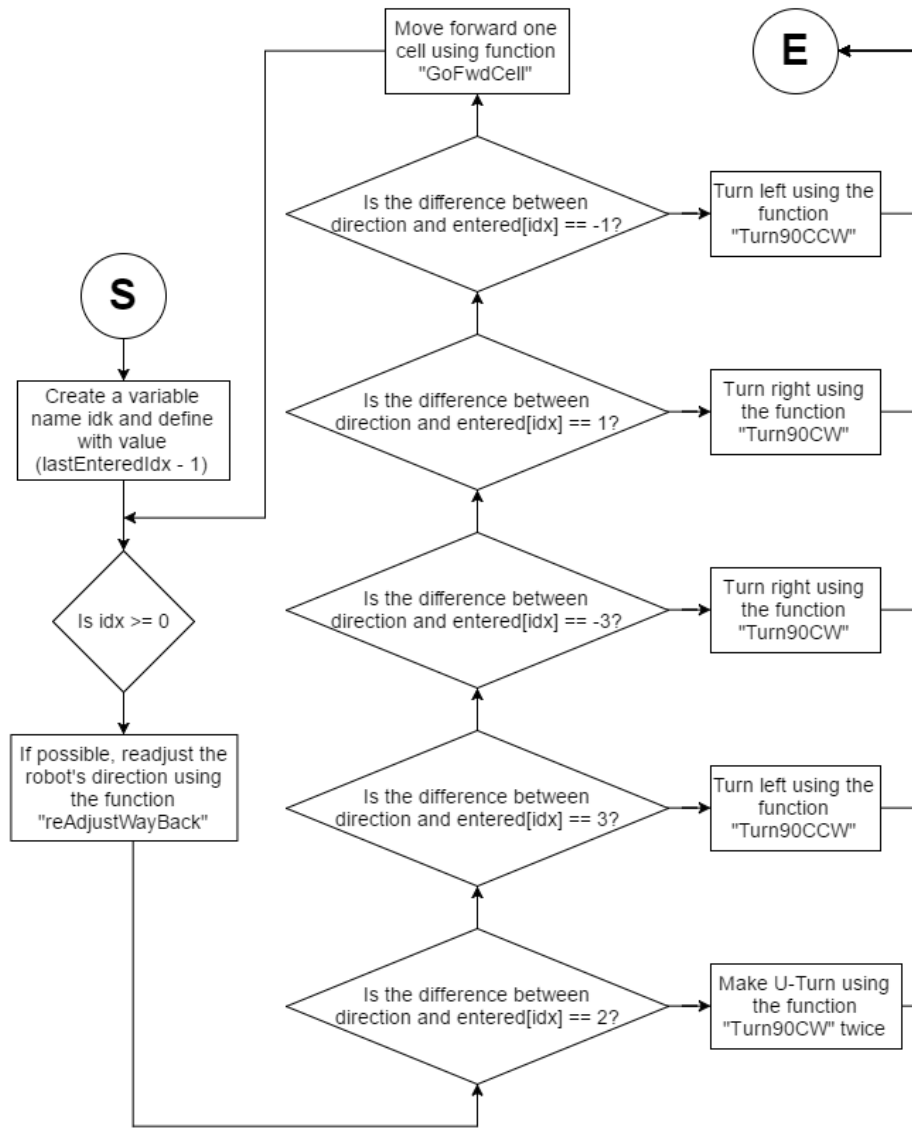 S
Create a variable
name idk and define
with value
(lastEnteredIdx - 1)
Is idx >= 0
If possible, readjust the
robot's direction using
the function
"reAdjustWayBack"
Move forward one
cell using function
"GoFwdCell"
Is the difference between
direction and entered[idx] == -1?
Is the difference between
direction and entered[idx] == 1?
Is the difference between
direction and entered[idx] == -3?
Is the difference between
direction and entered[idx] == 3?
Is the difference between
direction and entered[idx] == 2?
E
Turn left using the
function
"Turn90CCW"
Turn right using
the function
"Turn90CW"
Turn right using
the function
"Turn90CW"
Turn left using the
function
"Turn90CCW"
Make U-Turn using
the function
"Turn90CW" twice